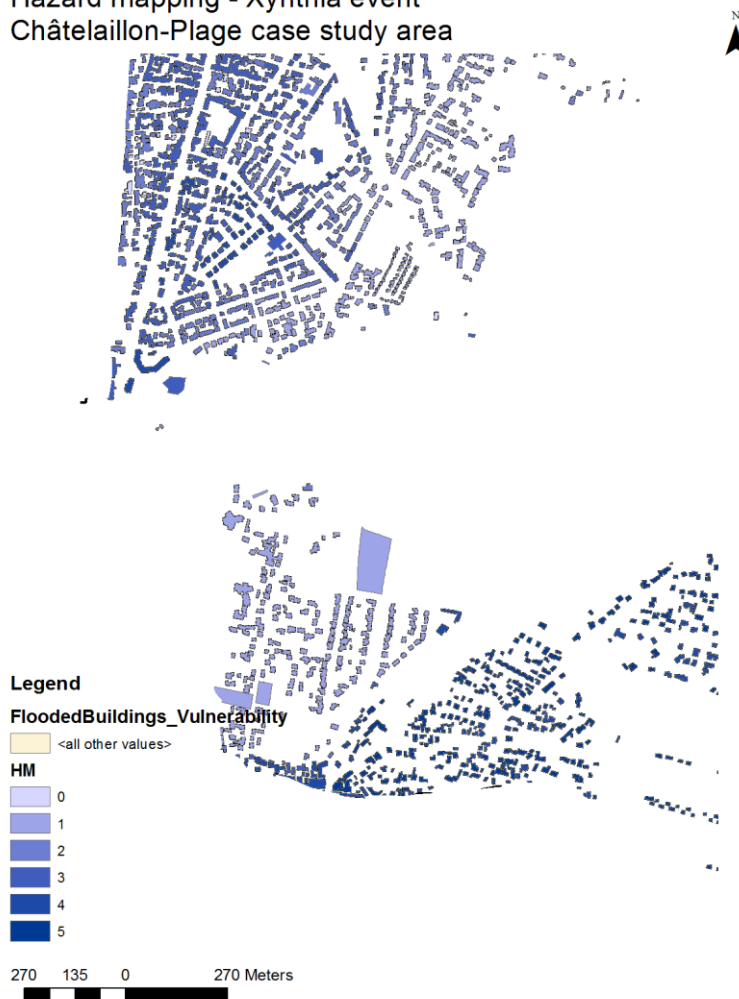 Hazard mapping - Xynthia event
Châtelaillon-Plage case study area
N
Legend
FloodedBuildings_Vulnerability
<all other values>
HM
0
1
2
3
4
5
270 135 0 270 Meters